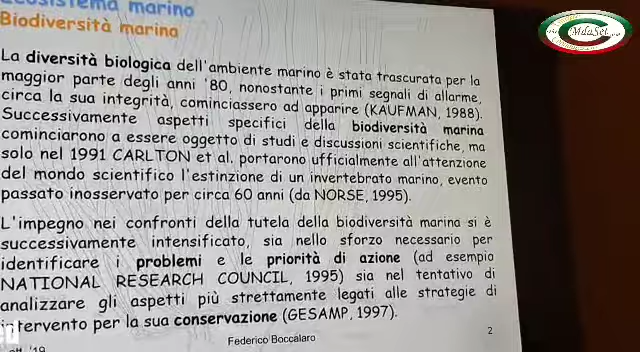 Ecosistema marino
Biodiversità marina
La diversità biologica dell'ambiente marino è stata trascurata per la
maggior parte degli anni '80, nonostante i primi segnali di allarme,
circa la sua integrità, cominciassero ad apparire (KAUFMAN, 1988).
Successivamente aspetti specifici della biodiversità marina
cominciarono a essere oggetto di studi e discussioni scientifiche, ma
solo nel 1991 CARLTON et al. portarono ufficialmente all'attenzione
del mondo scientifico l'estinzione di un invertebrato marino, evento
passato inosservato per circa 60 anni (da NORSE, 1995).
L'impegno nei confronti della tutela della biodiversità marina si è
successivamente intensificato, sia nello sforzo necessario per
identificare i problemi e le priorità di azione (ad esempio
NATIONAL RESEARCH COUNCIL, 1995) sia nel tentativo di
analizzare gli aspetti più strettamente legati alle strategie di
intervento per la sua conservazione (GESAMP, 1997).
ott. '19
Federico Boccalaro
2
MdaSet